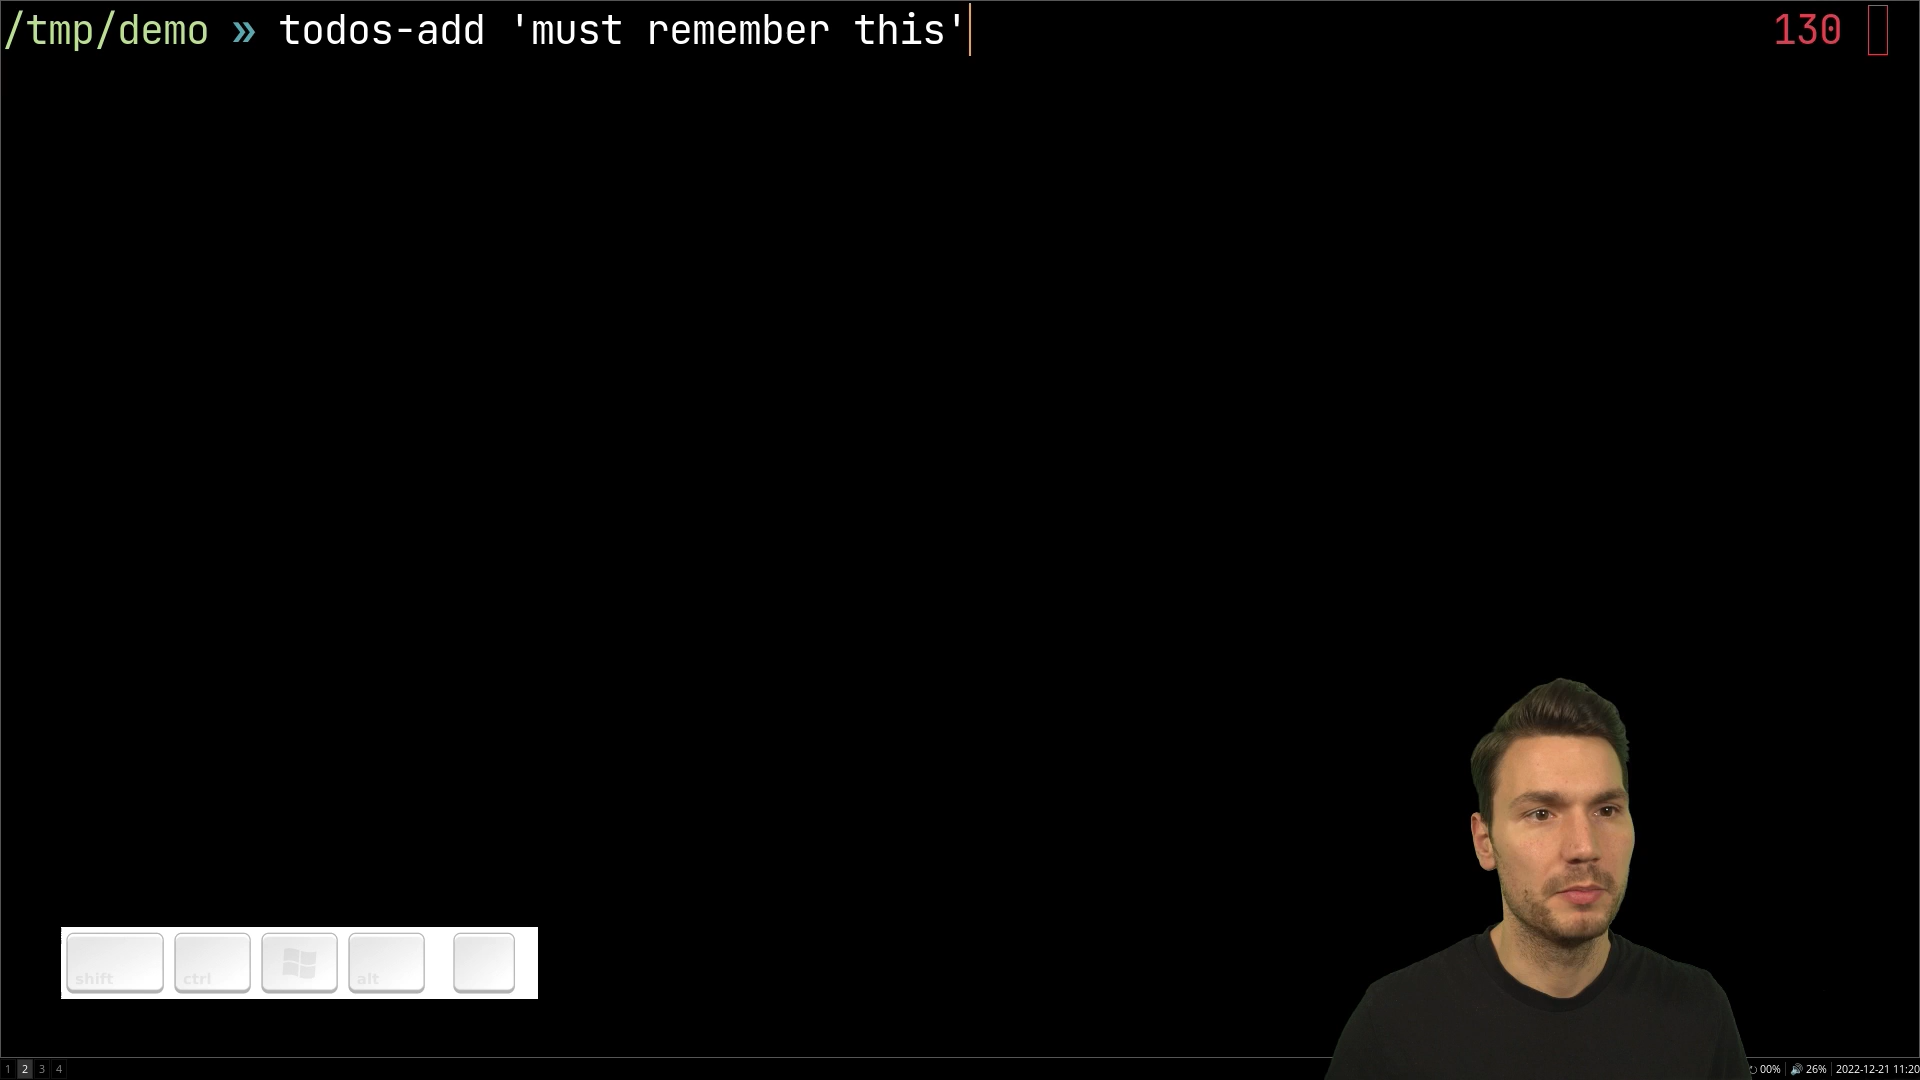 /tmp/demo » todos-add 'must remember this' 130
shift ctrl alt
1 2 3 4 00% 26% 2022-12-21 11:20